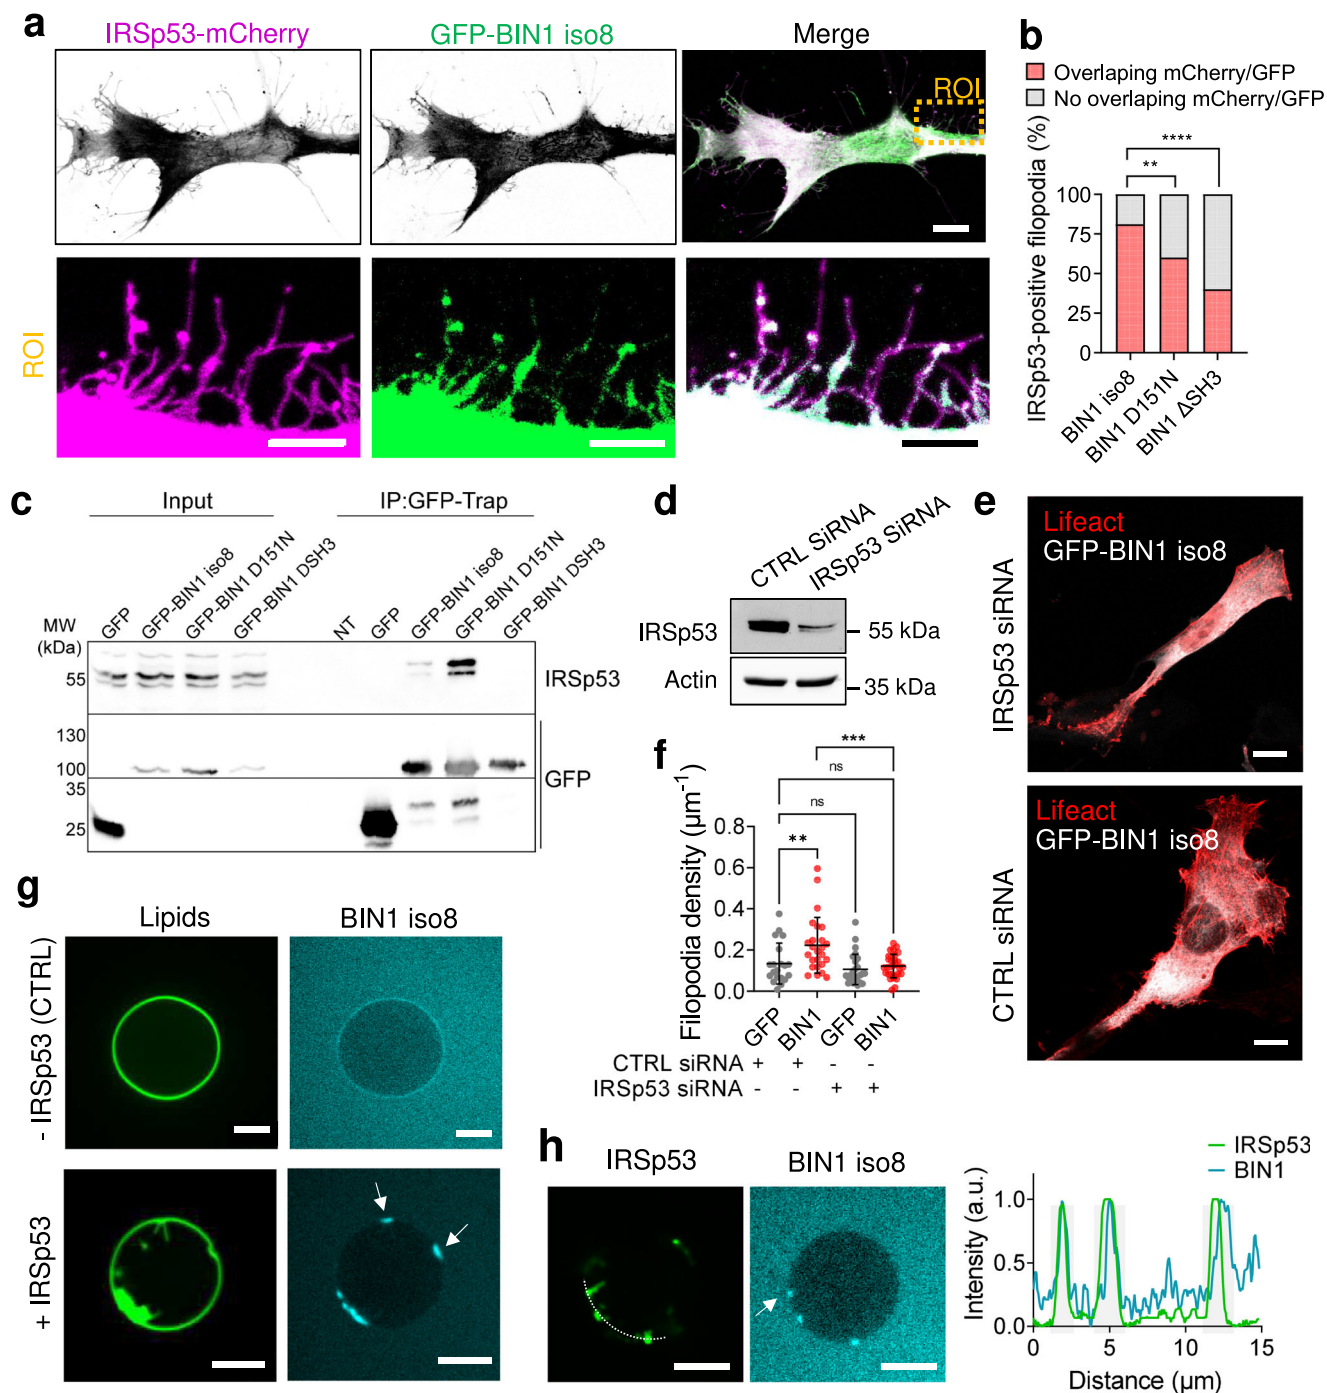 a
IRSp53-mCherry
GFP-BIN1 iso8
Merge
ROI
ROI
b
Overlaping mCherry/GFP
No overlaping mCherry/GFP
IRSp53-positive filopodia (%)
****
**
100
75
50
25
0
BIN1 iso8
BIN1 D151N
BIN1 ΔSH3
c
Input
IP:GFP-Trap
MW
(kDa)
GFP
GFP-BIN1 iso8
GFP-BIN1 D151N
GFP-BIN1 DSH3
NT
GFP
GFP-BIN1 iso8
GFP-BIN1 D151N
GFP-BIN1 DSH3
55
130
100
35
25
IRSp53
GFP
d
CTRL SiRNA
IRSp53 SiRNA
IRSp53
55 kDa
Actin
35 kDa
e
IRSp53 siRNA
Lifeact
GFP-BIN1 iso8
CTRL siRNA
Lifeact
GFP-BIN1 iso8
f
Filopodia density (µm⁻¹)
***
ns
ns
**
0.8
0.6
0.4
0.2
0.0
GFP
BIN1
GFP
BIN1
CTRL siRNA + + - -
IRSp53 siRNA - - + +
g
Lipids
BIN1 iso8
- IRSp53 (CTRL)
+ IRSp53
h
IRSp53
BIN1 iso8
IRSp53
BIN1
Intensity (a.u.)
1.0
0.5
0.0
0 5 10 15
Distance (µm)